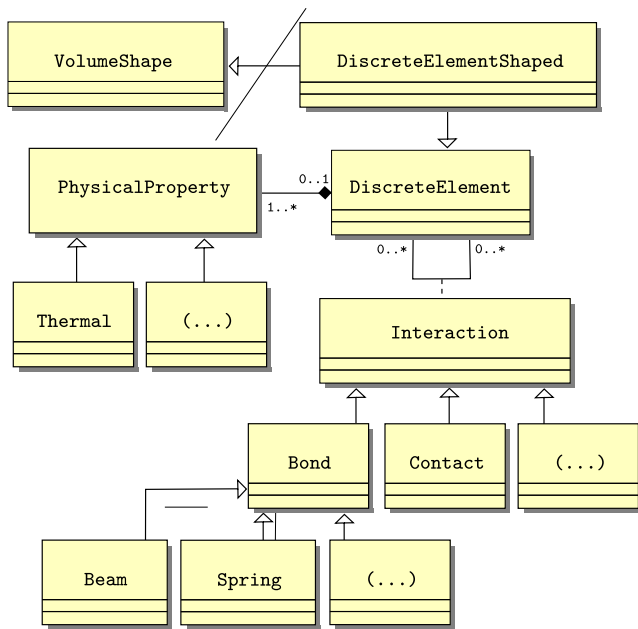 VolumeShape
DiscreteElementShaped
PhysicalProperty
0..1
1..*
DiscreteElement
0..*
0..*
Thermal
(...)
Interaction
Bond
Contact
(...)
Beam
Spring
(...)